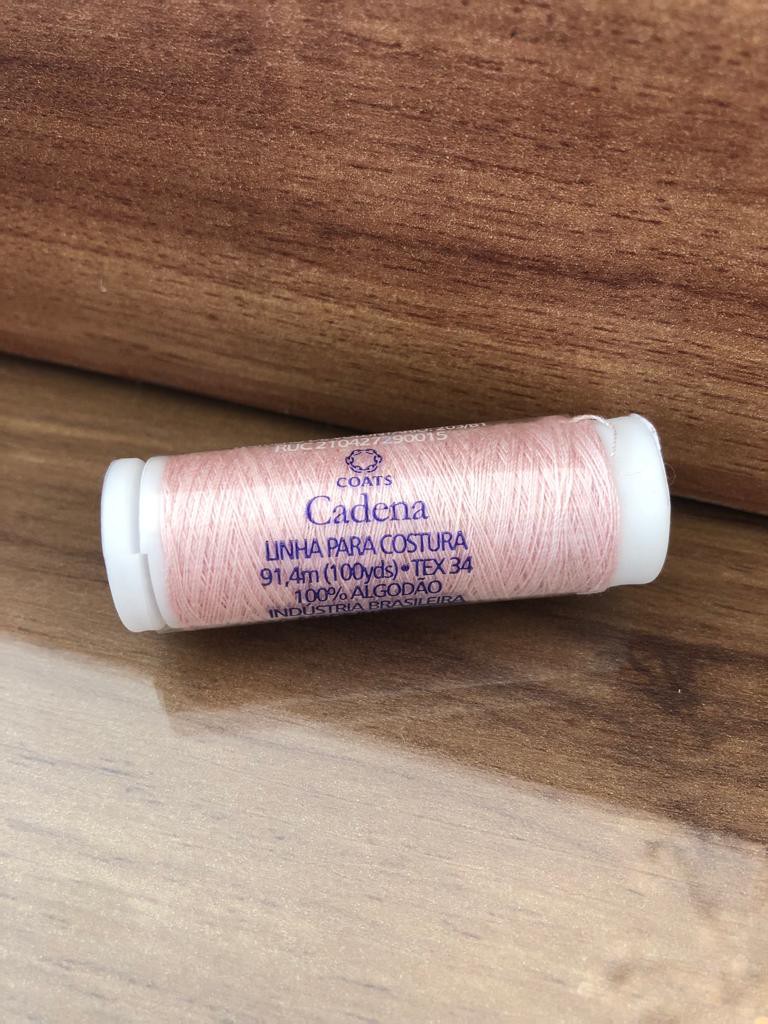 RUC 210427290015
COATS
Cadena
LINHA PARA COSTURA
91,4m (100yds) • TEX 34
100% ALGODÃO
INDÚSTRIA BRASILEIRA